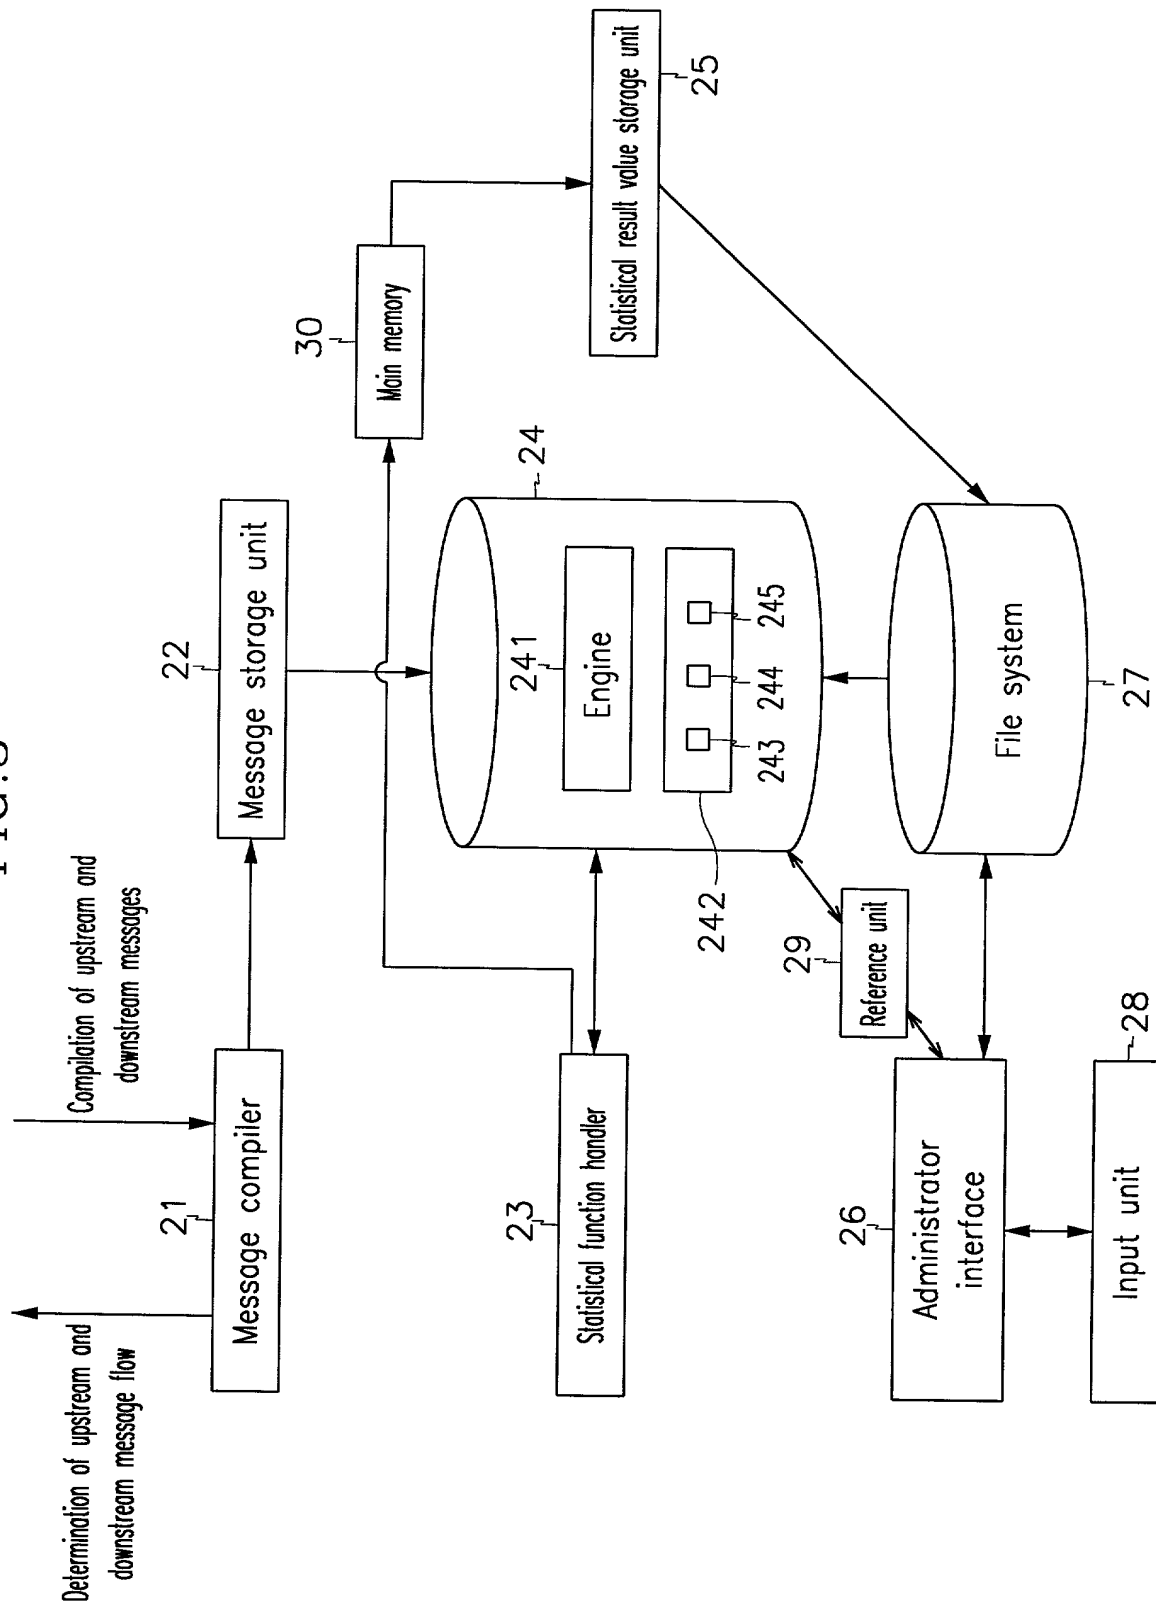 FIG.
Determination of upstream and
downstream message flow
Compilation of upstream and
downstream messages
21
Message compiler
22
Message storage unit
30
Main memory
23
Statistical function handler
24
241
Engine
242
243
244
245
25
Statistical result value storage unit
29
Reference unit
26
Administrator
interface
File system
27
28
Input unit